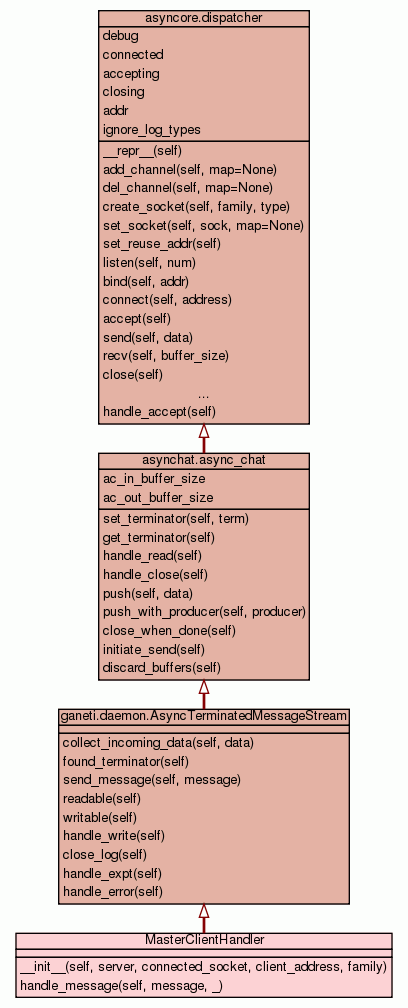 asyncore.dispatcher
debug
connected
accepting
closing
addr
ignore_log_types
__repr__(self)
add_channel(self, map=None)
del_channel(self, map=None)
create_socket(self, family, type)
set_socket(self, sock, map=None)
set_reuse_addr(self)
listen(self, num)
bind(self, addr)
connect(self, address)
accept(self)
send(self, data)
recv(self, buffer_size)
close(self)
...
handle_accept(self)
asynchat.async_chat
ac_in_buffer_size
ac_out_buffer_size
set_terminator(self, term)
get_terminator(self)
handle_read(self)
handle_close(self)
push(self, data)
push_with_producer(self, producer)
close_when_done(self)
initiate_send(self)
discard_buffers(self)
ganeti.daemon.AsyncTerminatedMessageStream
collect_incoming_data(self, data)
found_terminator(self)
send_message(self, message)
readable(self)
writable(self)
handle_write(self)
close_log(self)
handle_expt(self)
handle_error(self)
MasterClientHandler
__init__(self, server, connected_socket, client_address, family)
handle_message(self, message, _)